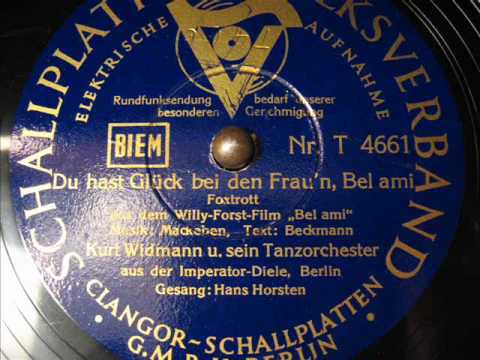 SCHALLPLATTEN VOLKSVERBAND
ELEKTRISCHE AUFNAHME
Rundfunksendung bedarf unserer
besonderen Genehmigung
BIEM
Nr. T 4661
Du hast Glück bei den Frau'n, Bel ami
Foxtrott
aus dem Willy-Forst-Film „Bel ami"
Musik: Mackeben, Text: Beckmann
Kurt Widmann u. sein Tanzorchester
aus der Imperator-Diele, Berlin
Gesang: Hans Horsten
CLANGOR~SCHALLPLATTEN
G.M.B.H. BERLIN